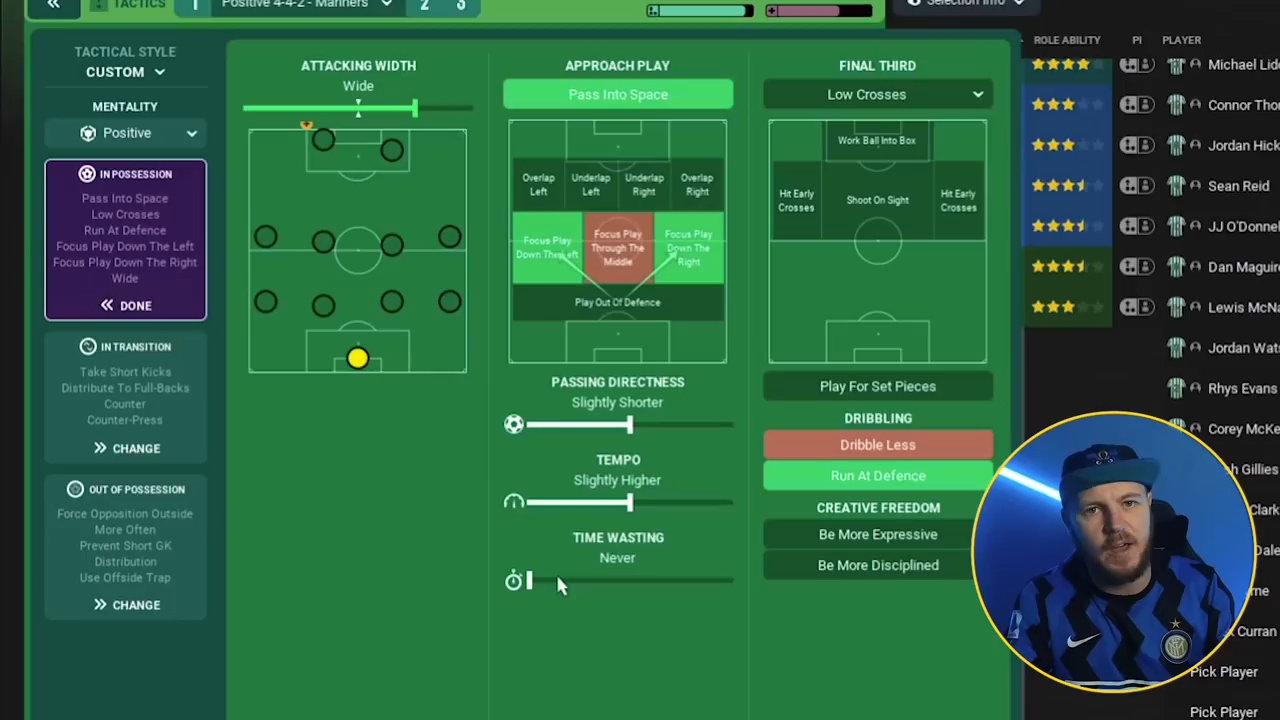 TACTICS
1
Positive 4-4-2 - Mariners
2
3
Selection Info
TACTICAL STYLE
CUSTOM
MENTALITY
Positive
IN POSSESSION
Pass Into Space
Low Crosses
Run At Defence
Focus Play Down The Left
Focus Play Down The Right
Wide
DONE
IN TRANSITION
Take Short Kicks
Distribute To Full-Backs
Counter
Counter-Press
CHANGE
OUT OF POSSESSION
Force Opposition Outside
More Often
Prevent Short GK
Distribution
Use Offside Trap
CHANGE
ATTACKING WIDTH
Wide
APPROACH PLAY
Pass Into Space
Overlap
Left
Underlap
Left
Underlap
Right
Overlap
Right
Focus Play
Down The Left
Focus Play
Through The
Middle
Focus Play
Down The
Right
Play Out Of Defence
PASSING DIRECTNESS
Slightly Shorter
TEMPO
Slightly Higher
TIME WASTING
Never
FINAL THIRD
Low Crosses
Work Ball Into Box
Hit Early
Crosses
Shoot On Sight
Hit Early
Crosses
Play For Set Pieces
DRIBBLING
Dribble Less
Run At Defence
CREATIVE FREEDOM
Be More Expressive
Be More Disciplined
ROLE ABILITY
PI
PLAYER
Michael Lid
Connor Tho
Jordan Hick
Sean Reid
JJ O'Donne
Dan Maguire
Lewis McNa
Jordan Wats
Rhys Evans
Corey McKe
Gillies
Clark
Dale
rne
Curran
Pick Player
Pick Player